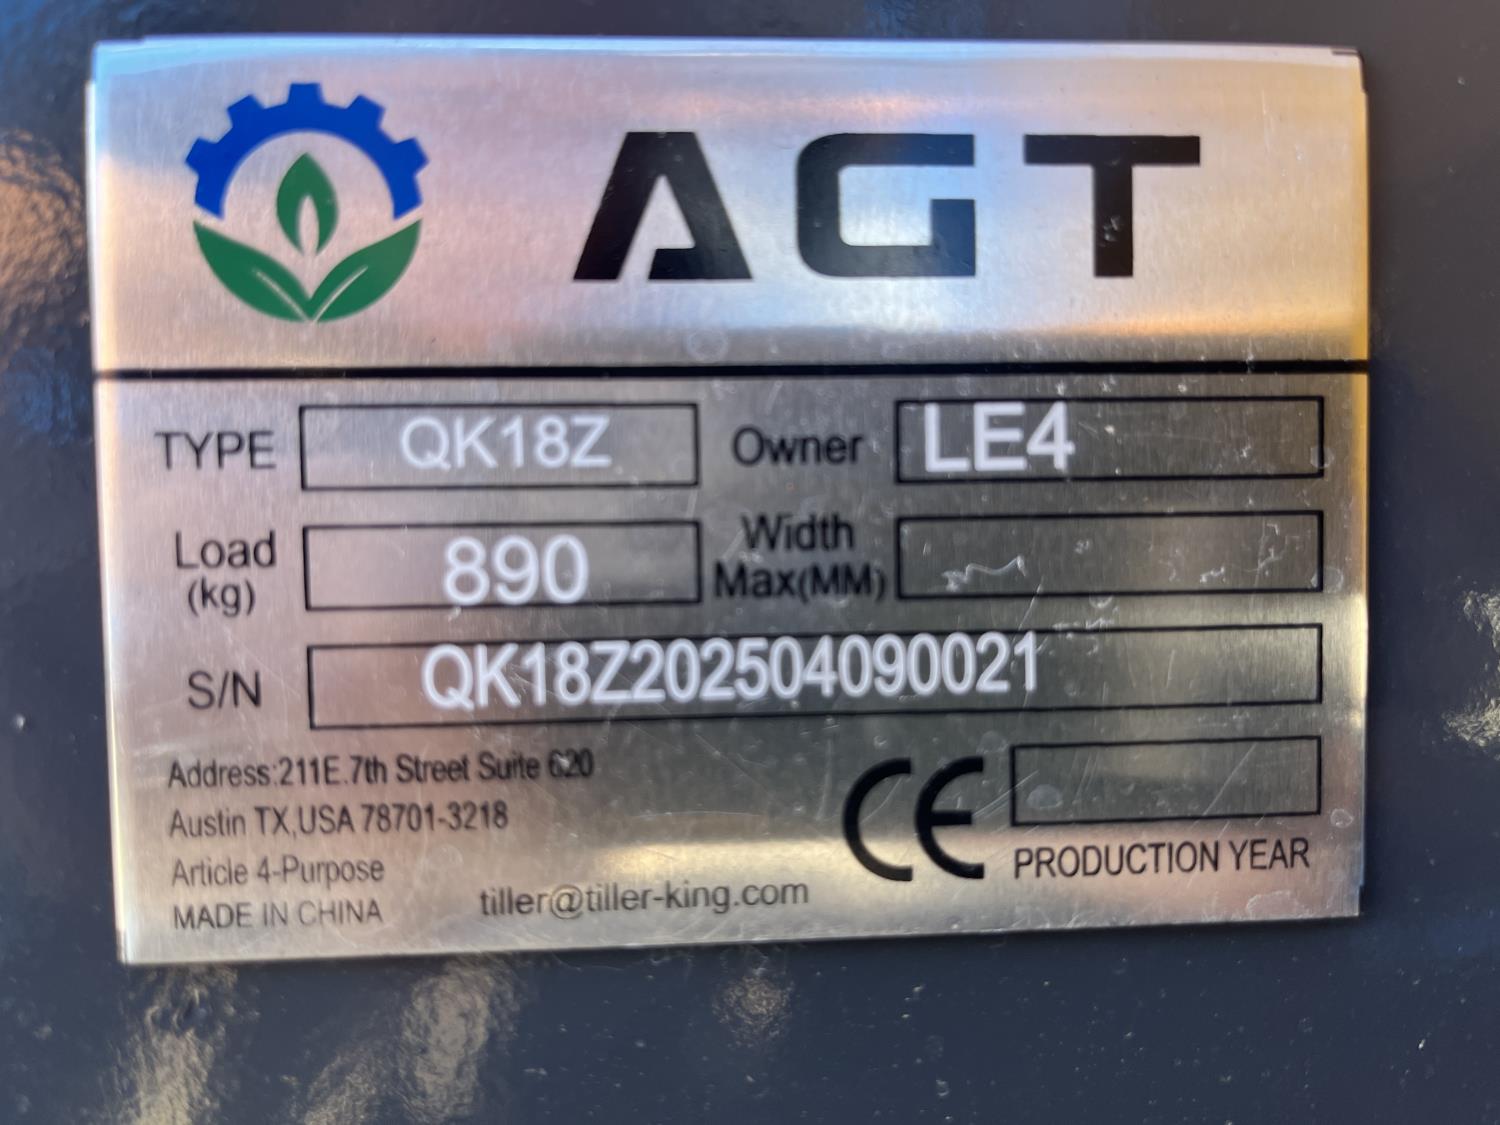 AGT
TYPE QK18Z Owner LE4
Load (kg) 890 Width Max(MM)
S/N QK18Z202504090021
Address:211E.7th Street Suite 620
Austin TX,USA 78701-3218
Article 4-Purpose
MADE IN CHINA
tiller@tiller-king.com
CE
PRODUCTION YEAR